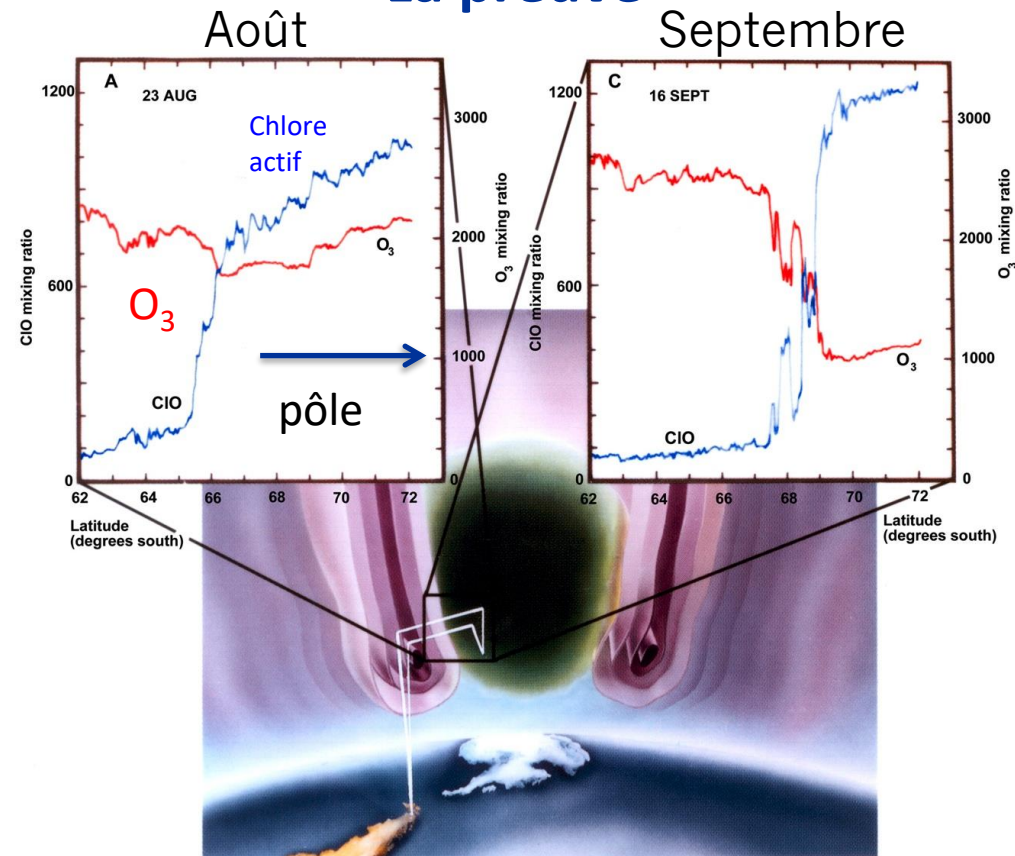 La preuve
Août
Septembre
A
23 AUG
Chlore
actif
1200
600
0
ClO mixing ratio
3000
2000
1000
0
O₃ mixing ratio
O₃
O₃
ClO
pôle
62 64 66 68 70 72
Latitude
(degrees south)
C
16 SEPT
1200
600
0
ClO mixing ratio
3000
2000
1000
0
O₃ mixing ratio
O₃
ClO
62 64 66 68 70 72
Latitude
(degrees south)